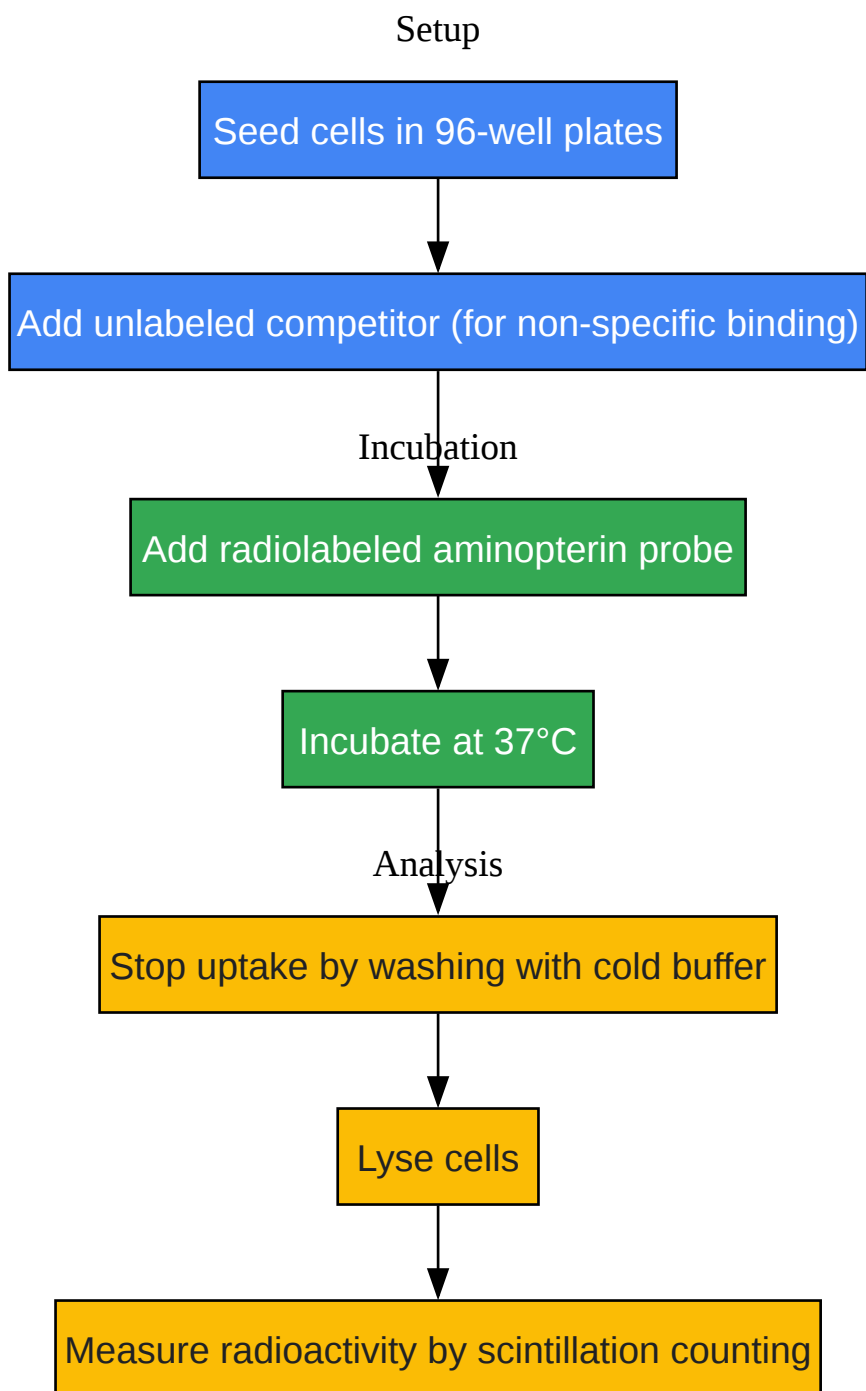 Setup
Seed cells in 96-well plates
Add unlabeled competitor (for non-specific binding)
Incubation
Add radiolabeled aminopterin probe
Incubate at 37°C
Analysis
Stop uptake by washing with cold buffer
Lyse cells
Measure radioactivity by scintillation counting